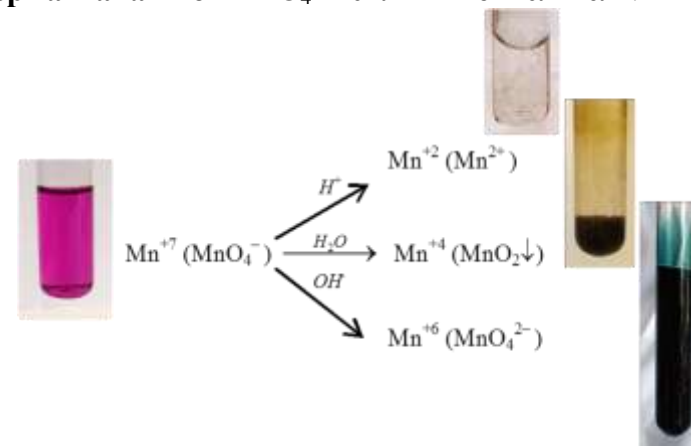 Mn⁺² (Mn²⁺)
H⁺
Mn⁺⁷ (MnO₄⁻)
H₂O
Mn⁺⁴ (MnO₂↓)
OH⁻
Mn⁺⁶ (MnO₄²⁻)